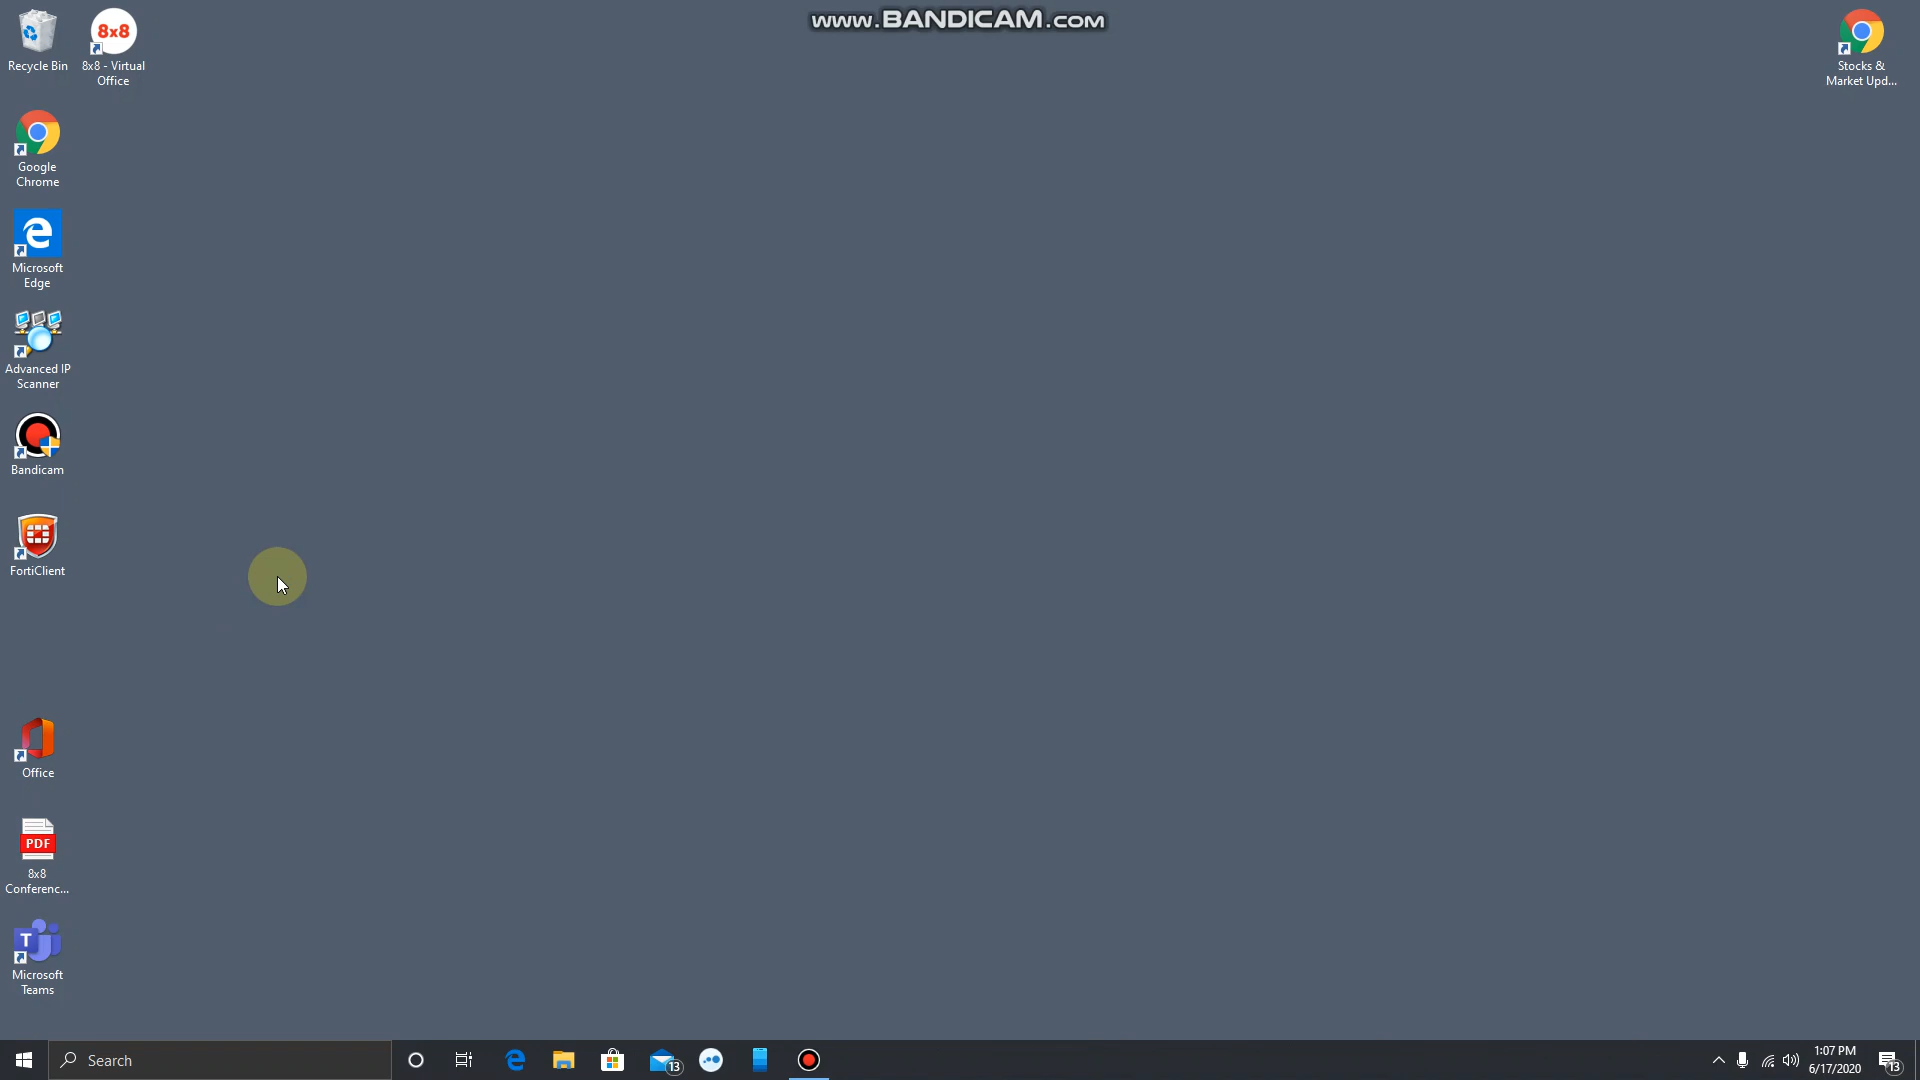 www.BANDICAM.com
Recycle Bin
8x8
8x8 - Virtual
Office
Stocks &
Market Upd...
Google
Chrome
Microsoft
Edge
Advanced IP
Scanner
Bandicam
FortiClient
Office
PDF
8x8
Conferenc...
T
Microsoft
Teams
Search
13
1:07 PM
6/17/2020
13